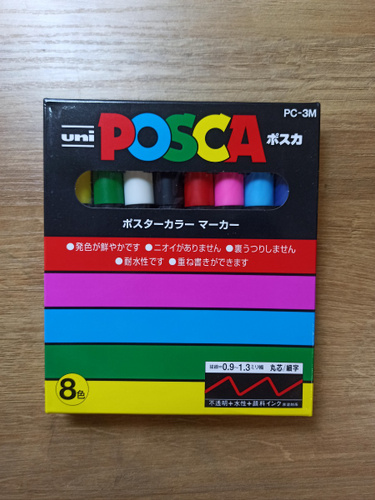 PC-3M
uni POSCA ポスカ
ポスターカラー マーカー
●発色が鮮やかです ●ニオイがありません ●裏うつりしません
●耐水性です ●重ね書きができます
0.9~1.3ミリ幅 丸芯/細字
8色
不透明+水性+顔料インク